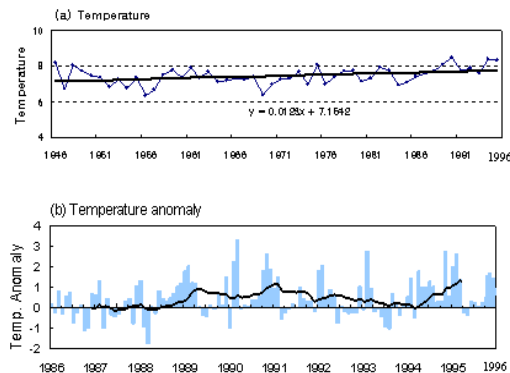 (a) Temperature
10
8
6
4
Temperature
y = 0.0128x + 7.1542
1946 1951 1956 1961 1966 1971 1976 1981 1986 1991 1996
(b) Temperature anomaly
4
3
2
1
0
-1
-2
Temp. Anomaly
1986 1987 1988 1989 1990 1991 1992 1993 1994 1995 1996